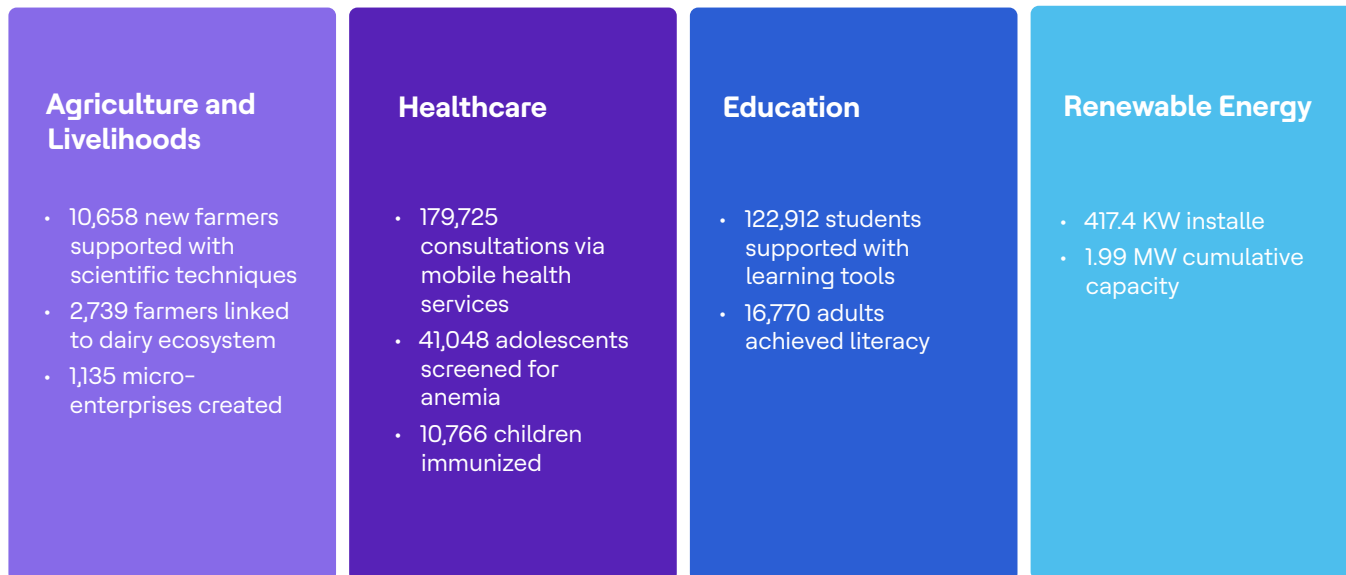 Agriculture and
Livelihoods
• 10,658 new farmers
supported with
scientific techniques
• 2,739 farmers linked
to dairy ecosystem
• 1,135 micro-
enterprises created
Healthcare
• 179,725
consultations via
mobile health
services
• 41,048 adolescents
screened for
anemia
• 10,766 children
immunized
Education
• 122,912 students
supported with
learning tools
• 16,770 adults
achieved literacy
Renewable Energy
• 417.4 KW installe
• 1.99 MW cumulative
capacity